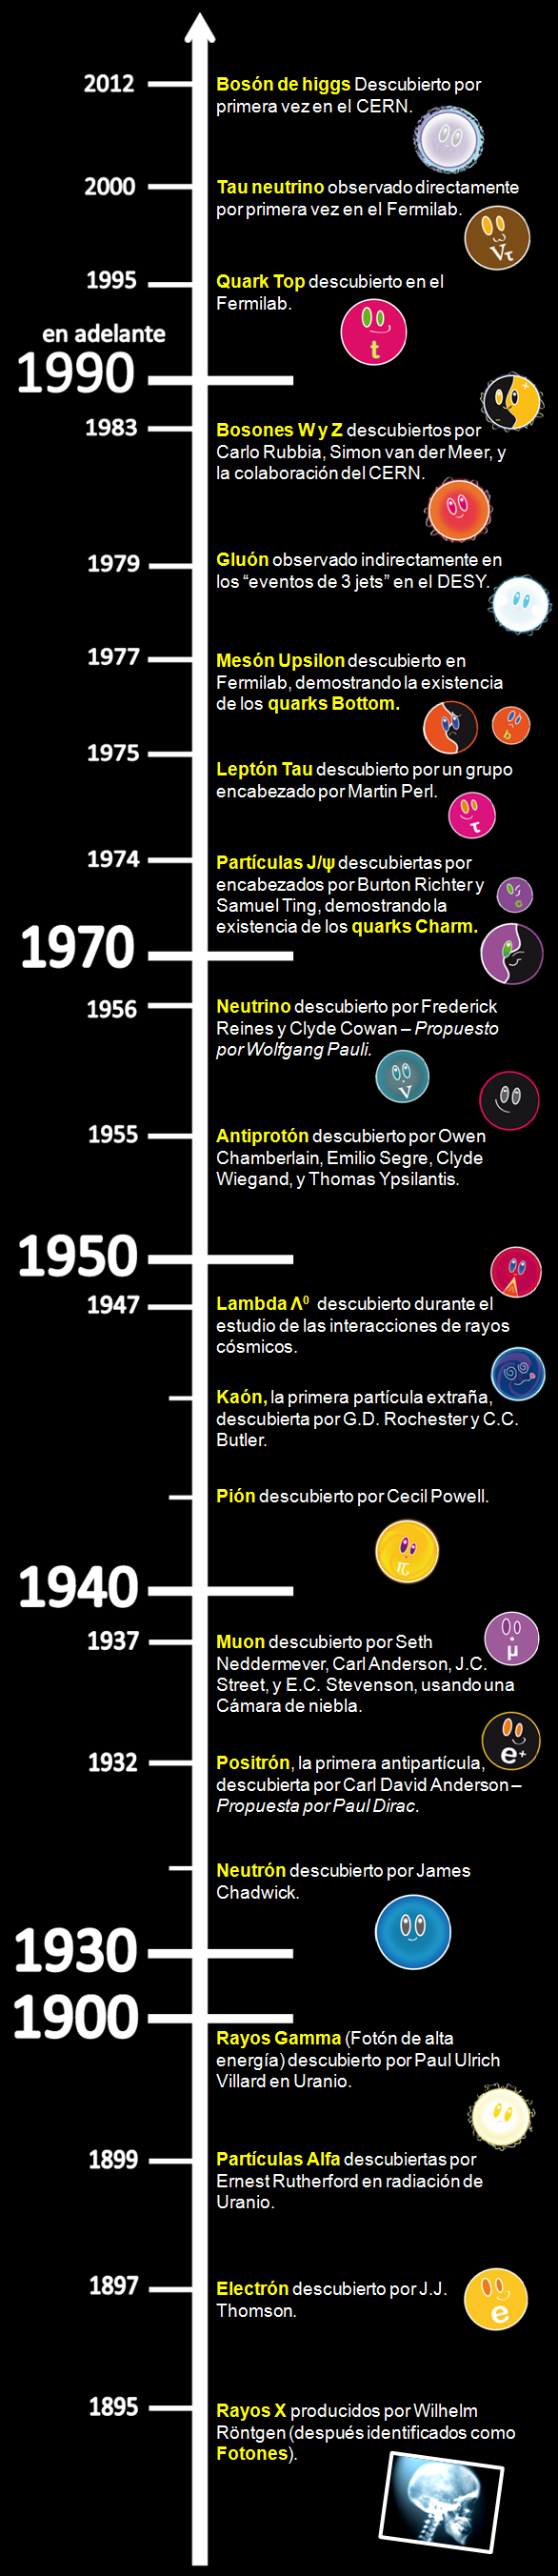 2012
Bosón de higgs Descubierto por
primera vez en el CERN.
2000
Tau neutrino observado directamente
por primera vez en el Fermilab.
ντ
1995
Quark Top descubierto en el
Fermilab.
t
en adelante
1990
+
-
1983
Bosones W y Z descubiertos por
Carlo Rubbia, Simon van der Meer, y
la colaboración del CERN.
1979
Gluón observado indirectamente en
los “eventos de 3 jets” en el DESY.
1977
Mesón Upsilon descubierto en
Fermilab, demostrando la existencia
de los quarks Bottom.
b
1975
Leptón Tau descubierto por un grupo
encabezado por Martin Perl.
τ
1974
Partículas J/ψ descubiertas por
encabezados por Burton Richter y
Samuel Ting, demostrando la
existencia de los quarks Charm.
c
1970
1956
Neutrino descubierto por Frederick
Reines y Clyde Cowan – Propuesto
por Wolfgang Pauli.
ν
1955
Antiprotón descubierto por Owen
Chamberlain, Emilio Segre, Clyde
Wiegand, y Thomas Ypsilantis.
1950
1947
Lambda Λ⁰ descubierto durante el
estudio de las interacciones de rayos
cósmicos.
Kaón, la primera partícula extraña,
descubierta por G.D. Rochester y C.C.
Butler.
Pión descubierto por Cecil Powell.
π
1940
1937
Muon descubierto por Seth
Neddermeyer, Carl Anderson, J.C.
Street, y E.C. Stevenson, usando una
Cámara de niebla.
μ
1932
Positrón, la primera antipartícula,
descubierta por Carl David Anderson –
Propuesta por Paul Dirac.
e+
Neutrón descubierto por James
Chadwick.
1930
1900
Rayos Gamma (Fotón de alta
energía) descubierto por Paul Ulrich
Villard en Uranio.
1899
Partículas Alfa descubiertas por
Ernest Rutherford en radiación de
Uranio.
1897
Electrón descubierto por J.J.
Thomson.
e
1895
Rayos X producidos por Wilhelm
Röntgen (después identificados como
Fotones).